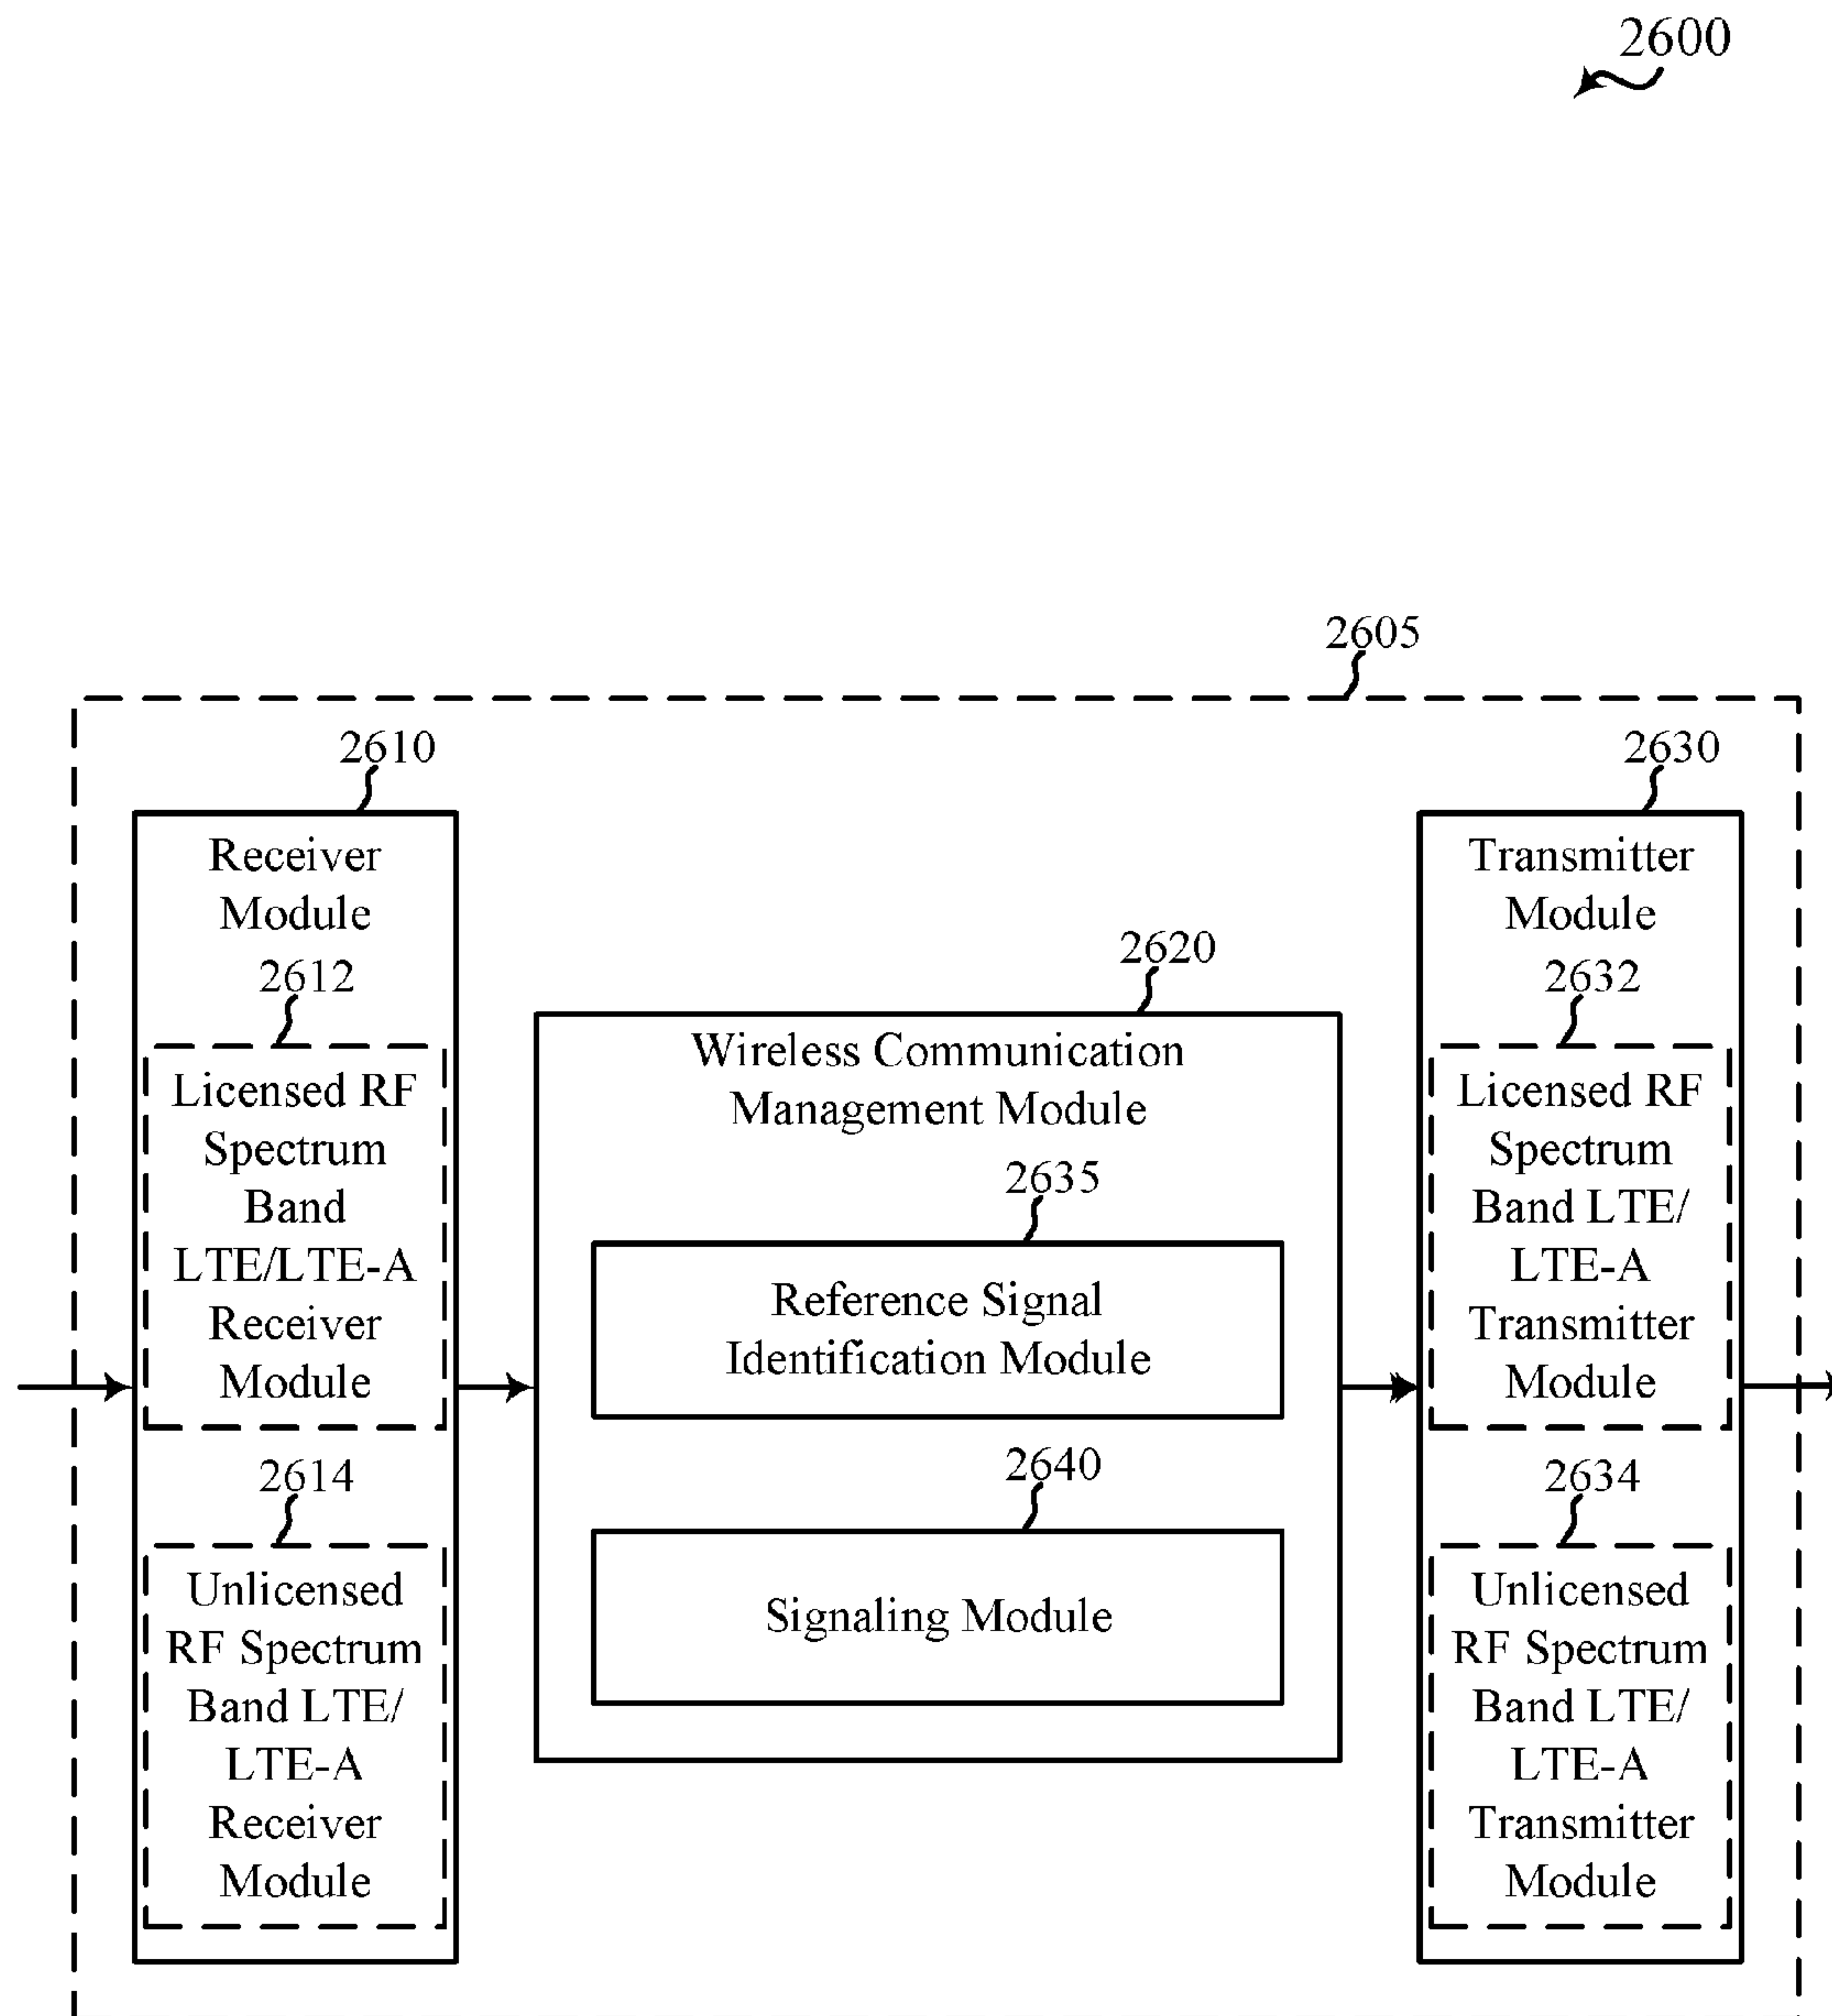 2600
2605
2610
Receiver
Module
2612
Licensed RF
Spectrum
Band
LTE/LTE-A
Receiver
Module
2614
Unlicensed
RF Spectrum
Band LTE/
LTE-A
Receiver
Module
2620
Wireless Communication
Management Module
2635
Reference Signal
Identification Module
2640
Signaling Module
2630
Transmitter
Module
2632
Licensed RF
Spectrum
Band LTE/
LTE-A
Transmitter
Module
2634
Unlicensed
RF Spectrum
Band LTE/
LTE-A
Transmitter
Module